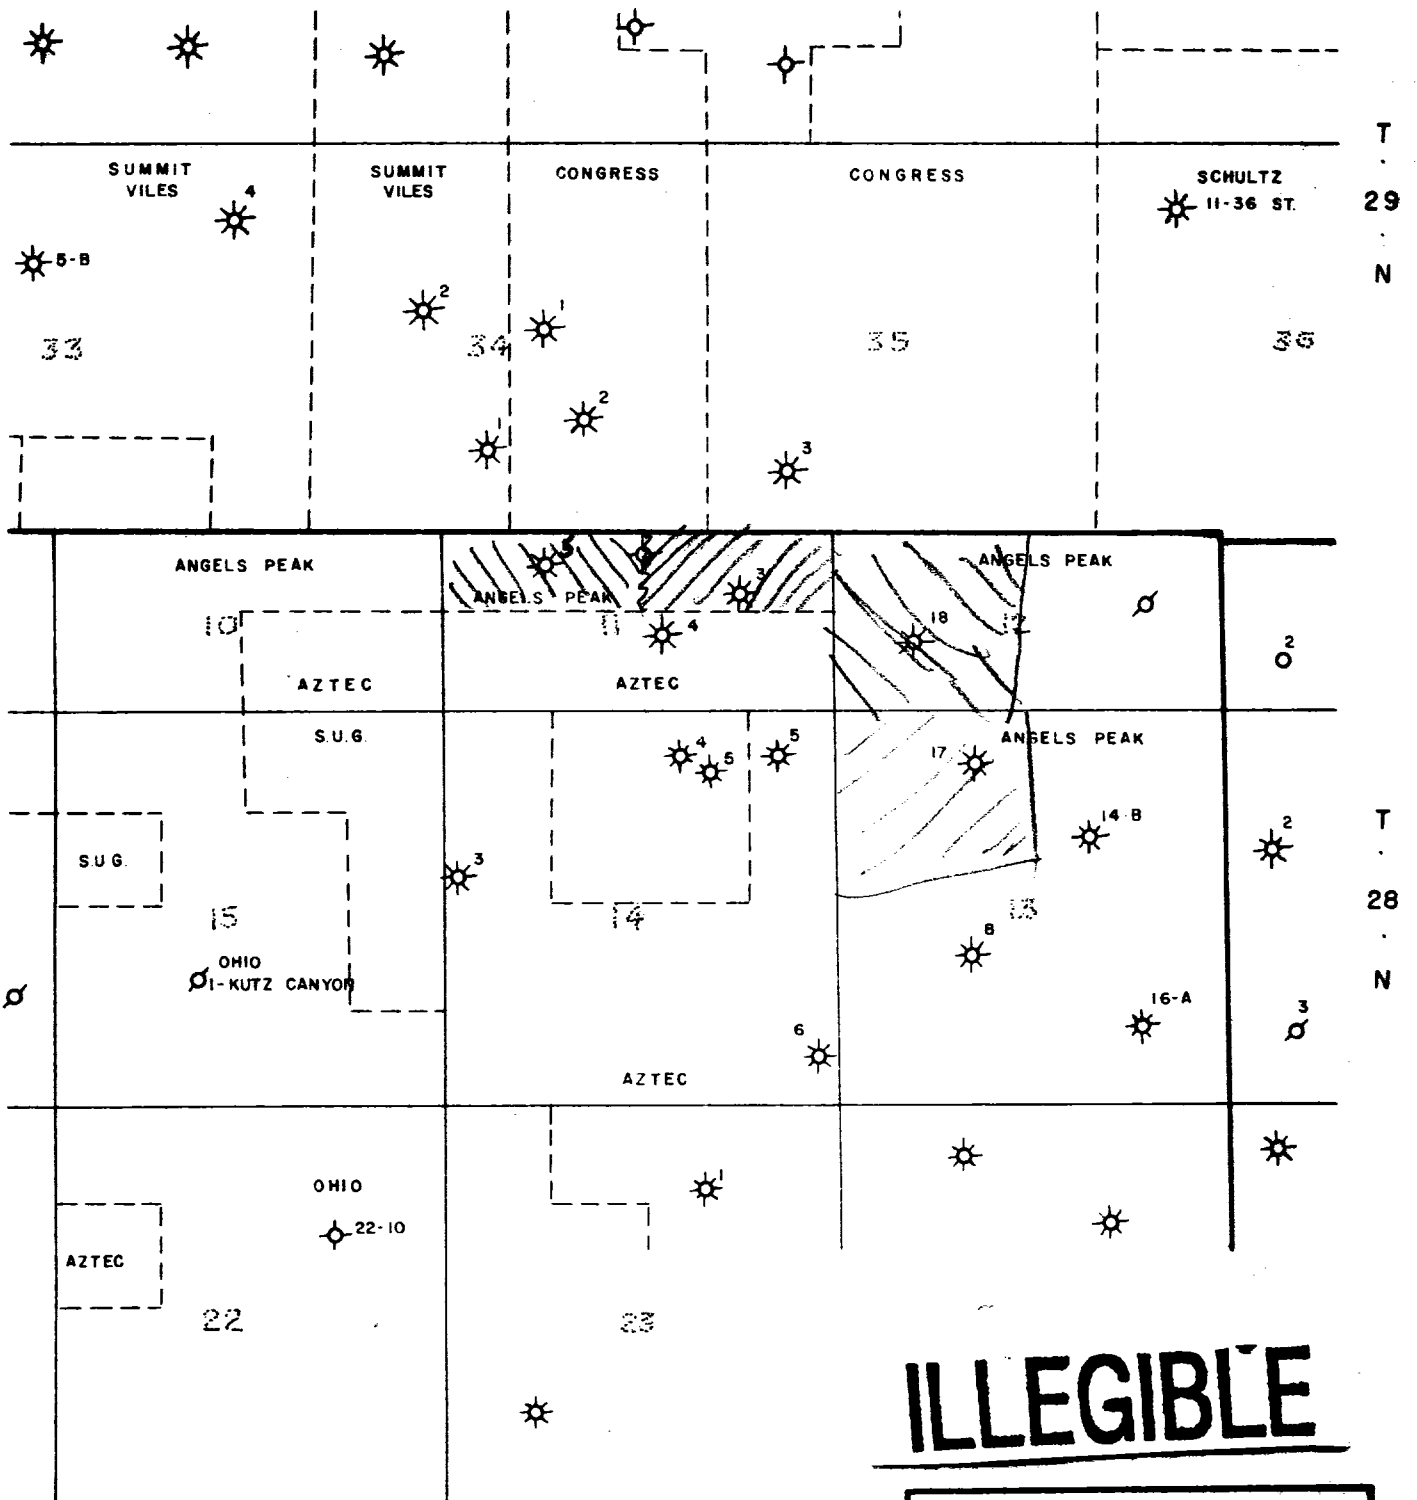 SUMMIT
VILES
4
SUMMIT
VILES
CONGRESS
CONGRESS
SCHULTZ
11-36 ST.
T
.
29
.
N
5-B
2
1
33
34
35
36
2
1
3
ANGELS PEAK
5
3
ANGELS PEAK
ANGELS PEAK
10
11
4
18
12
2
AZTEC
AZTEC
S.U.G.
4
5
5
17
ANGELS PEAK
14-B
2
T
.
28
.
N
S.U.G.
3
15
14
13
8
OHIO
1-KUTZ CANYON
16-A
3
6
AZTEC
1
OHIO
22-10
AZTEC
22
23
ILLEGIBLE